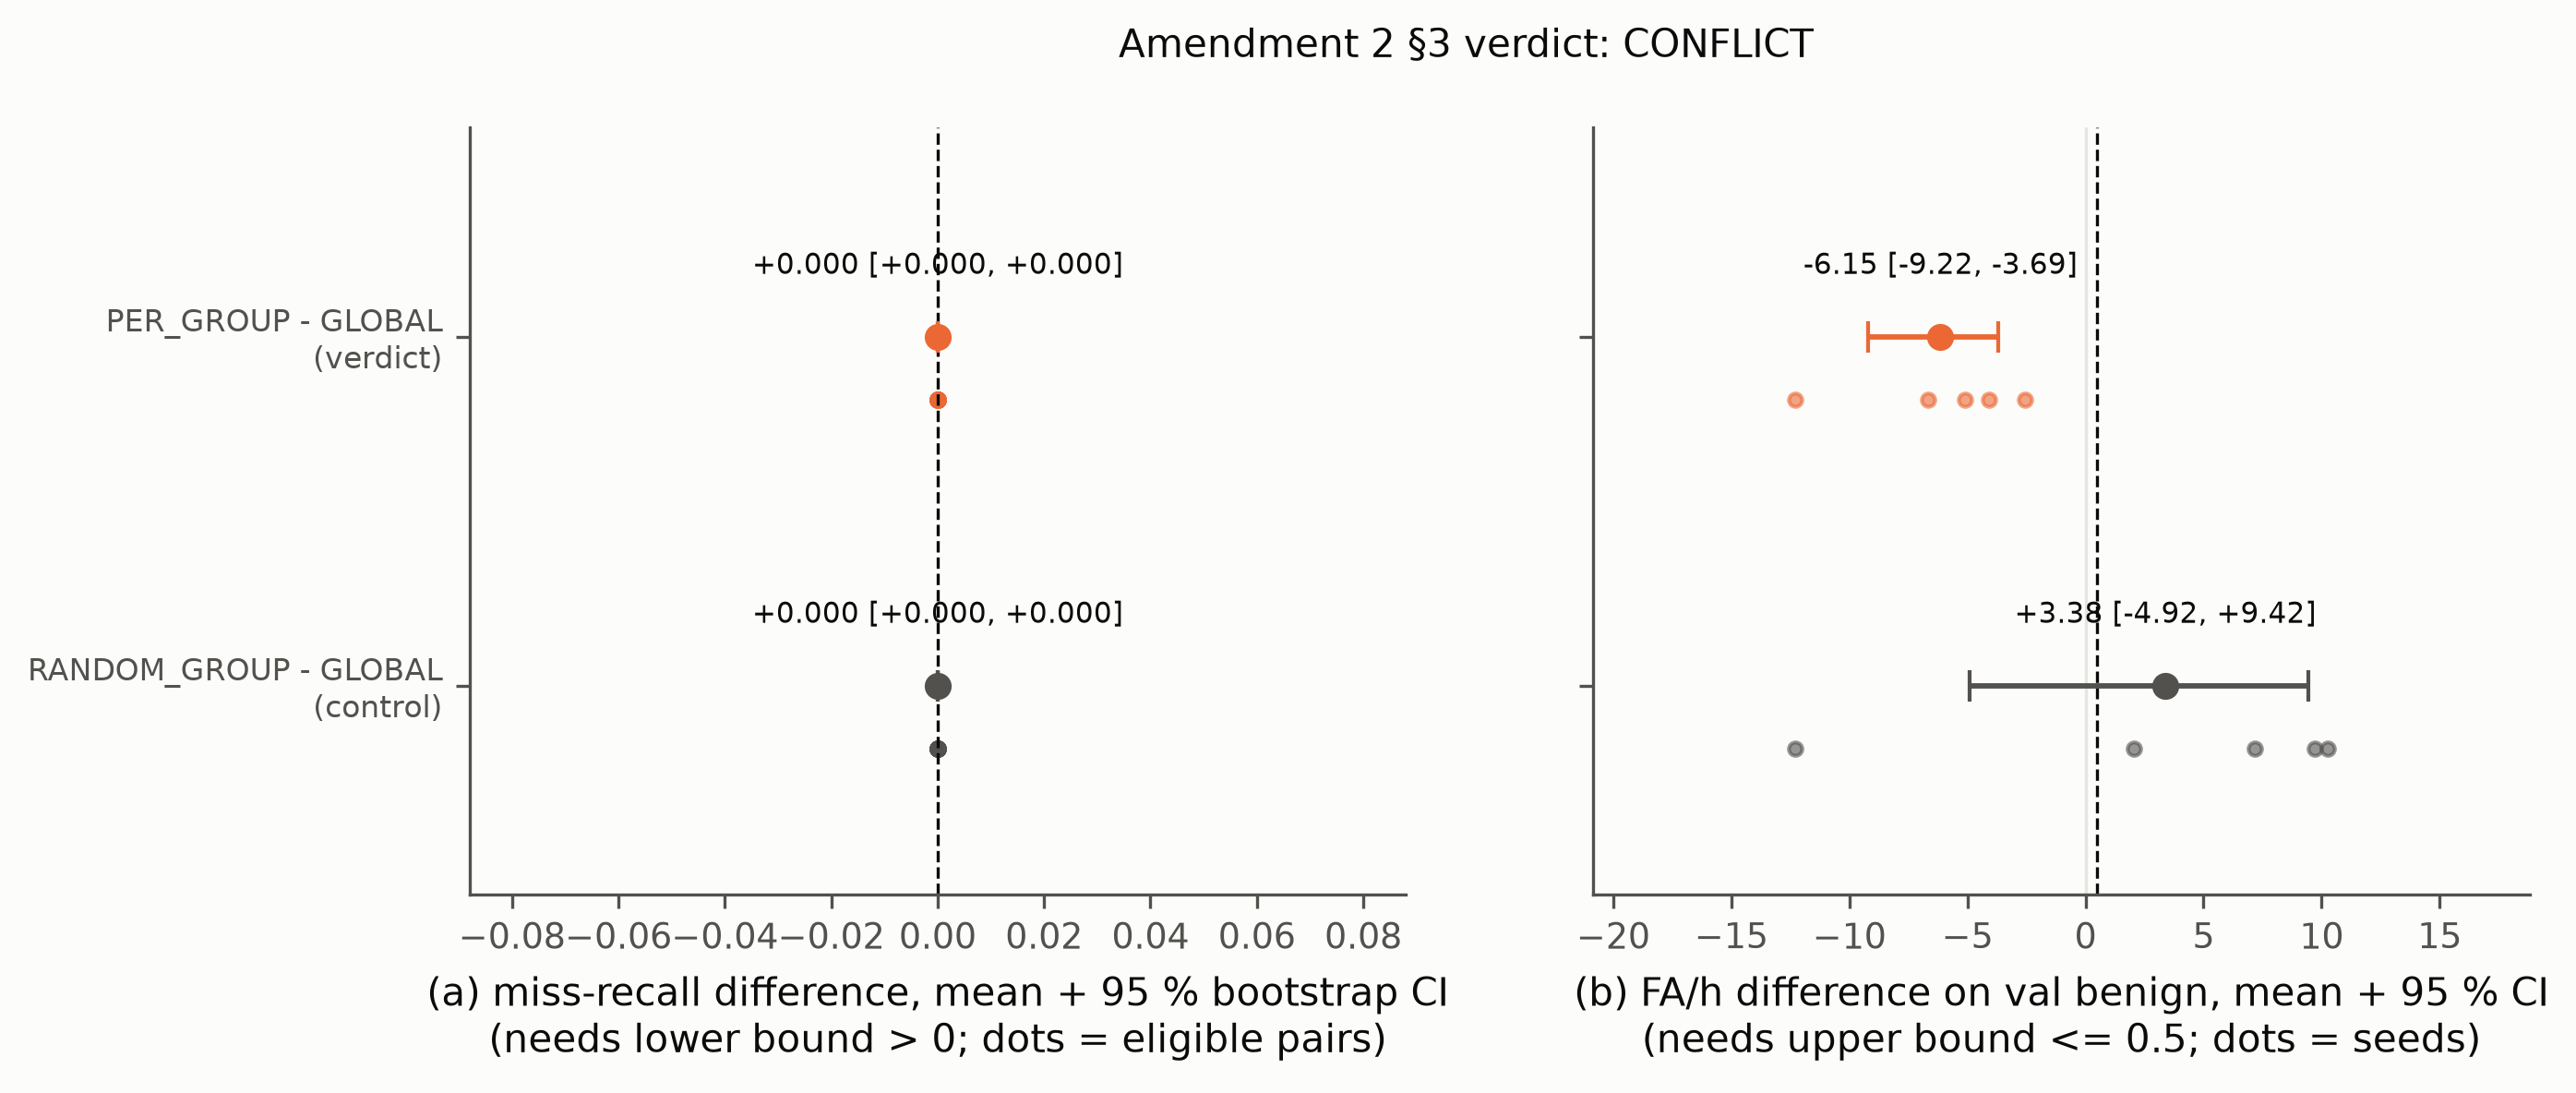 Amendment 2 §3 verdict: CONFLICT
+0.000 [+0.000, +0.000]
PER_GROUP - GLOBAL
(verdict)
+0.000 [+0.000, +0.000]
RANDOM_GROUP - GLOBAL
(control)
−0.08 −0.06 −0.04 −0.02 0.00 0.02 0.04 0.06 0.08
(a) miss-recall difference, mean + 95 % bootstrap CI
(needs lower bound > 0; dots = eligible pairs)
-6.15 [-9.22, -3.69]
+3.38 [-4.92, +9.42]
−20 −15 −10 −5 0 5 10 15
(b) FA/h difference on val benign, mean + 95 % CI
(needs upper bound <= 0.5; dots = seeds)